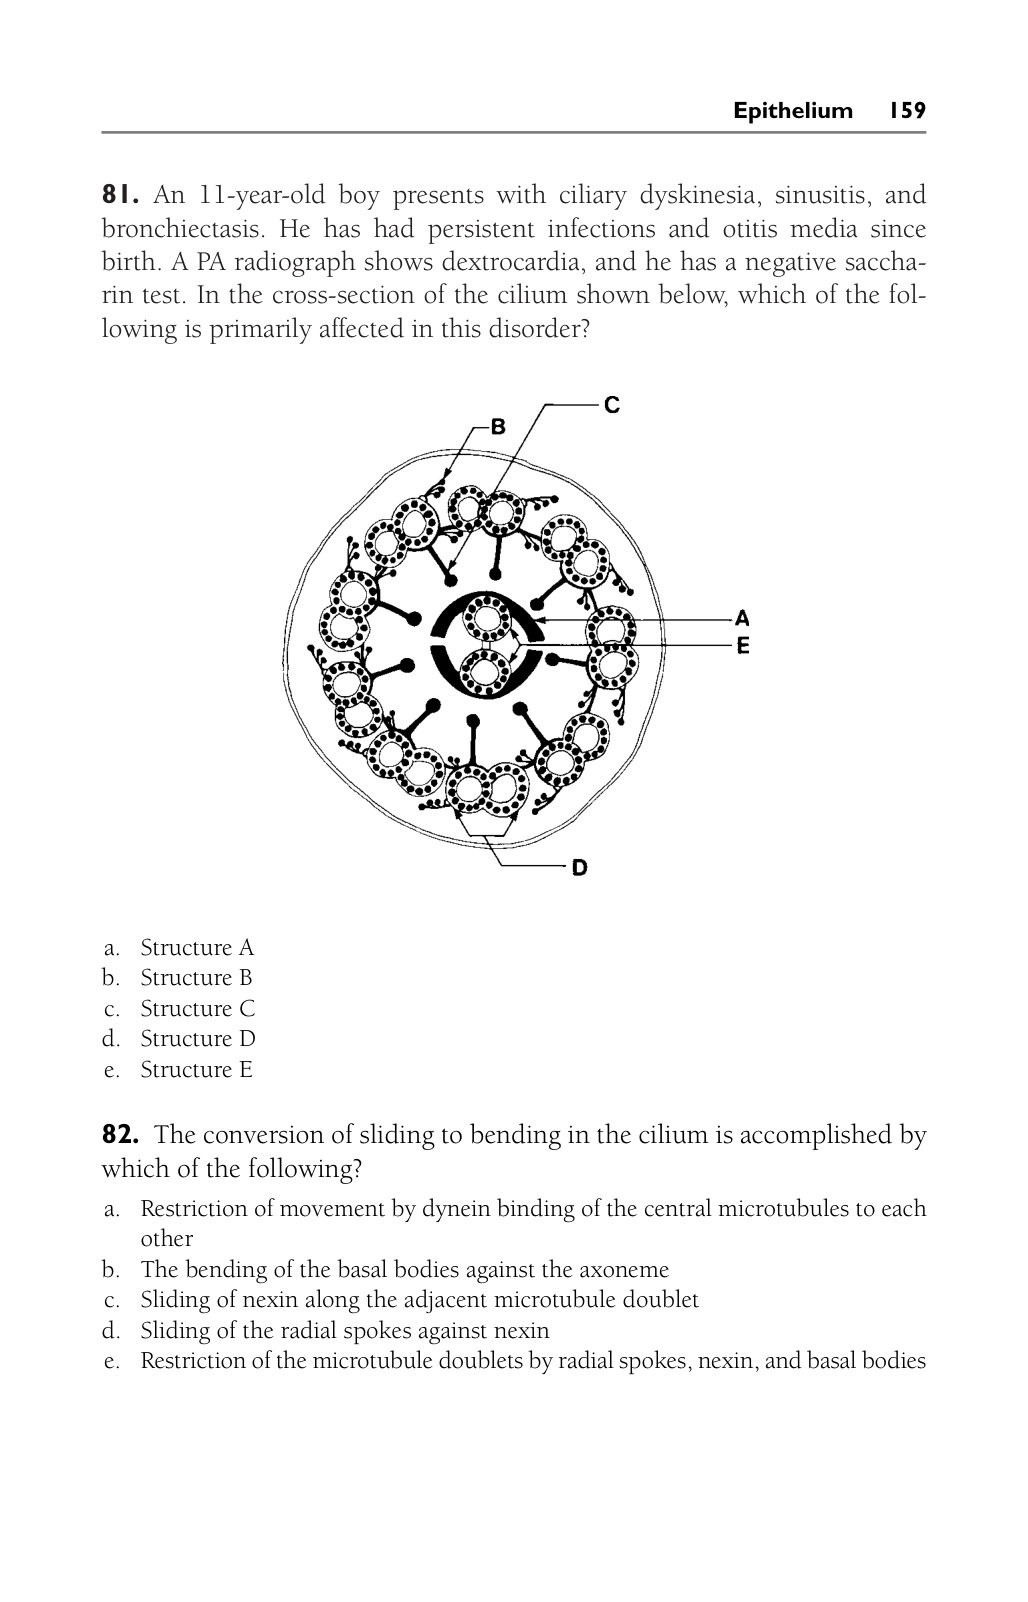 Epithelium 159
81. An 11-year-old boy presents with ciliary dyskinesia, sinusitis, and
bronchiectasis. He has had persistent infections and otitis media since
birth. A PA radiograph shows dextrocardia, and he has a negative saccha-
rin test. In the cross-section of the cilium shown below, which of the fol-
lowing is primarily affected in this disorder?
C
B
A
E
D
a. Structure A
b. Structure B
c. Structure C
d. Structure D
e. Structure E
82. The conversion of sliding to bending in the cilium is accomplished by
which of the following?
a. Restriction of movement by dynein binding of the central microtubules to each
other
b. The bending of the basal bodies against the axoneme
c. Sliding of nexin along the adjacent microtubule doublet
d. Sliding of the radial spokes against nexin
e. Restriction of the microtubule doublets by radial spokes, nexin, and basal bodies